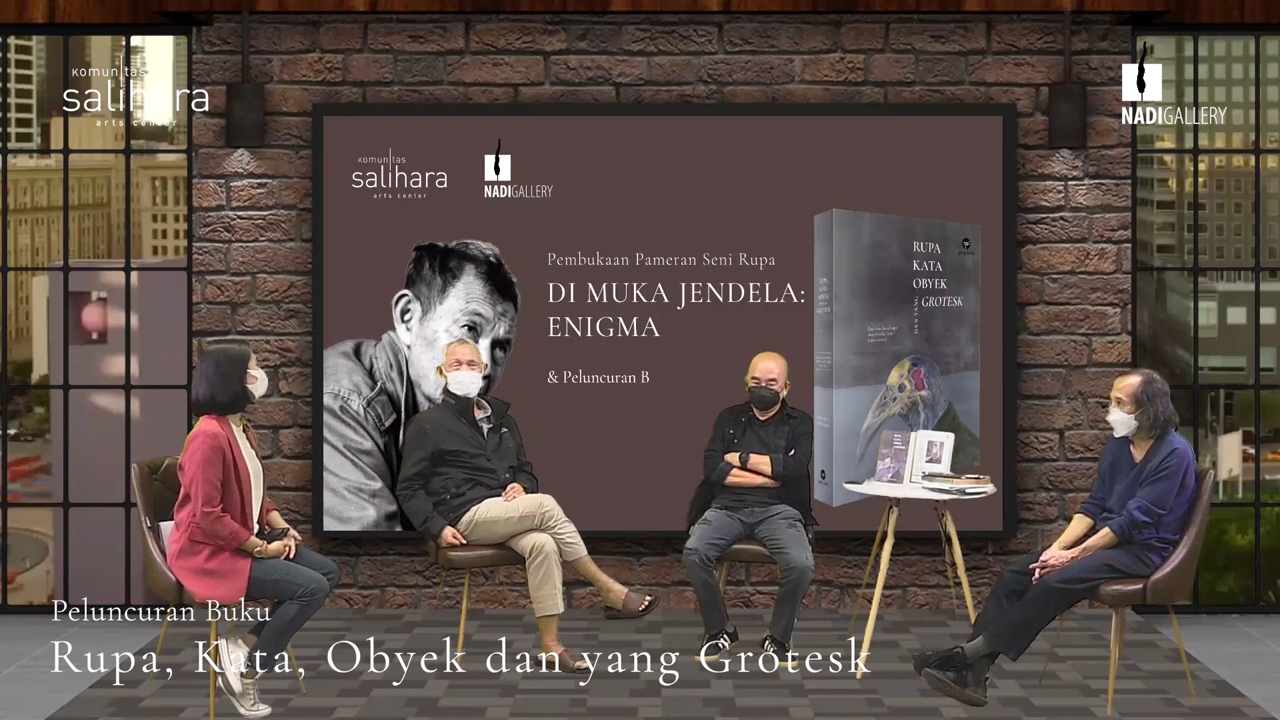 Komunitas
salihara
arts center
NADIGALLERY
Komunitas
salihara
arts center
NADIGALLERY
Pembukaan Pameran Seni Rupa
DI MUKA JENDELA:
ENIGMA
& Peluncuran B
RUPA
KATA
OBYEK
DAN YANG
GROTESK
Peluncuran Buku
Rupa, Kata, Obyek dan yang Grotesk